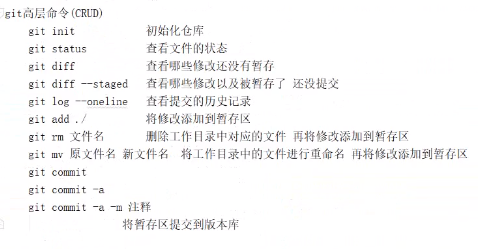 git高层命令(CRUD)
git init 初始化仓库
git status 查看文件的状态
git diff 查看哪些修改还没有暂存
git diff --staged 查看哪些修改以及被暂存了 还没提交
git log --oneline 查看提交的历史记录
git add ./ 将修改添加到暂存区
git rm 文件名 删除工作目录中对应的文件 再将修改添加到暂存区
git mv 原文件名 新文件名 将工作目录中的文件进行重命名 再将修改添加到暂存区
git commit
git commit -a
git commit -a -m 注释
将暂存区提交到版本库